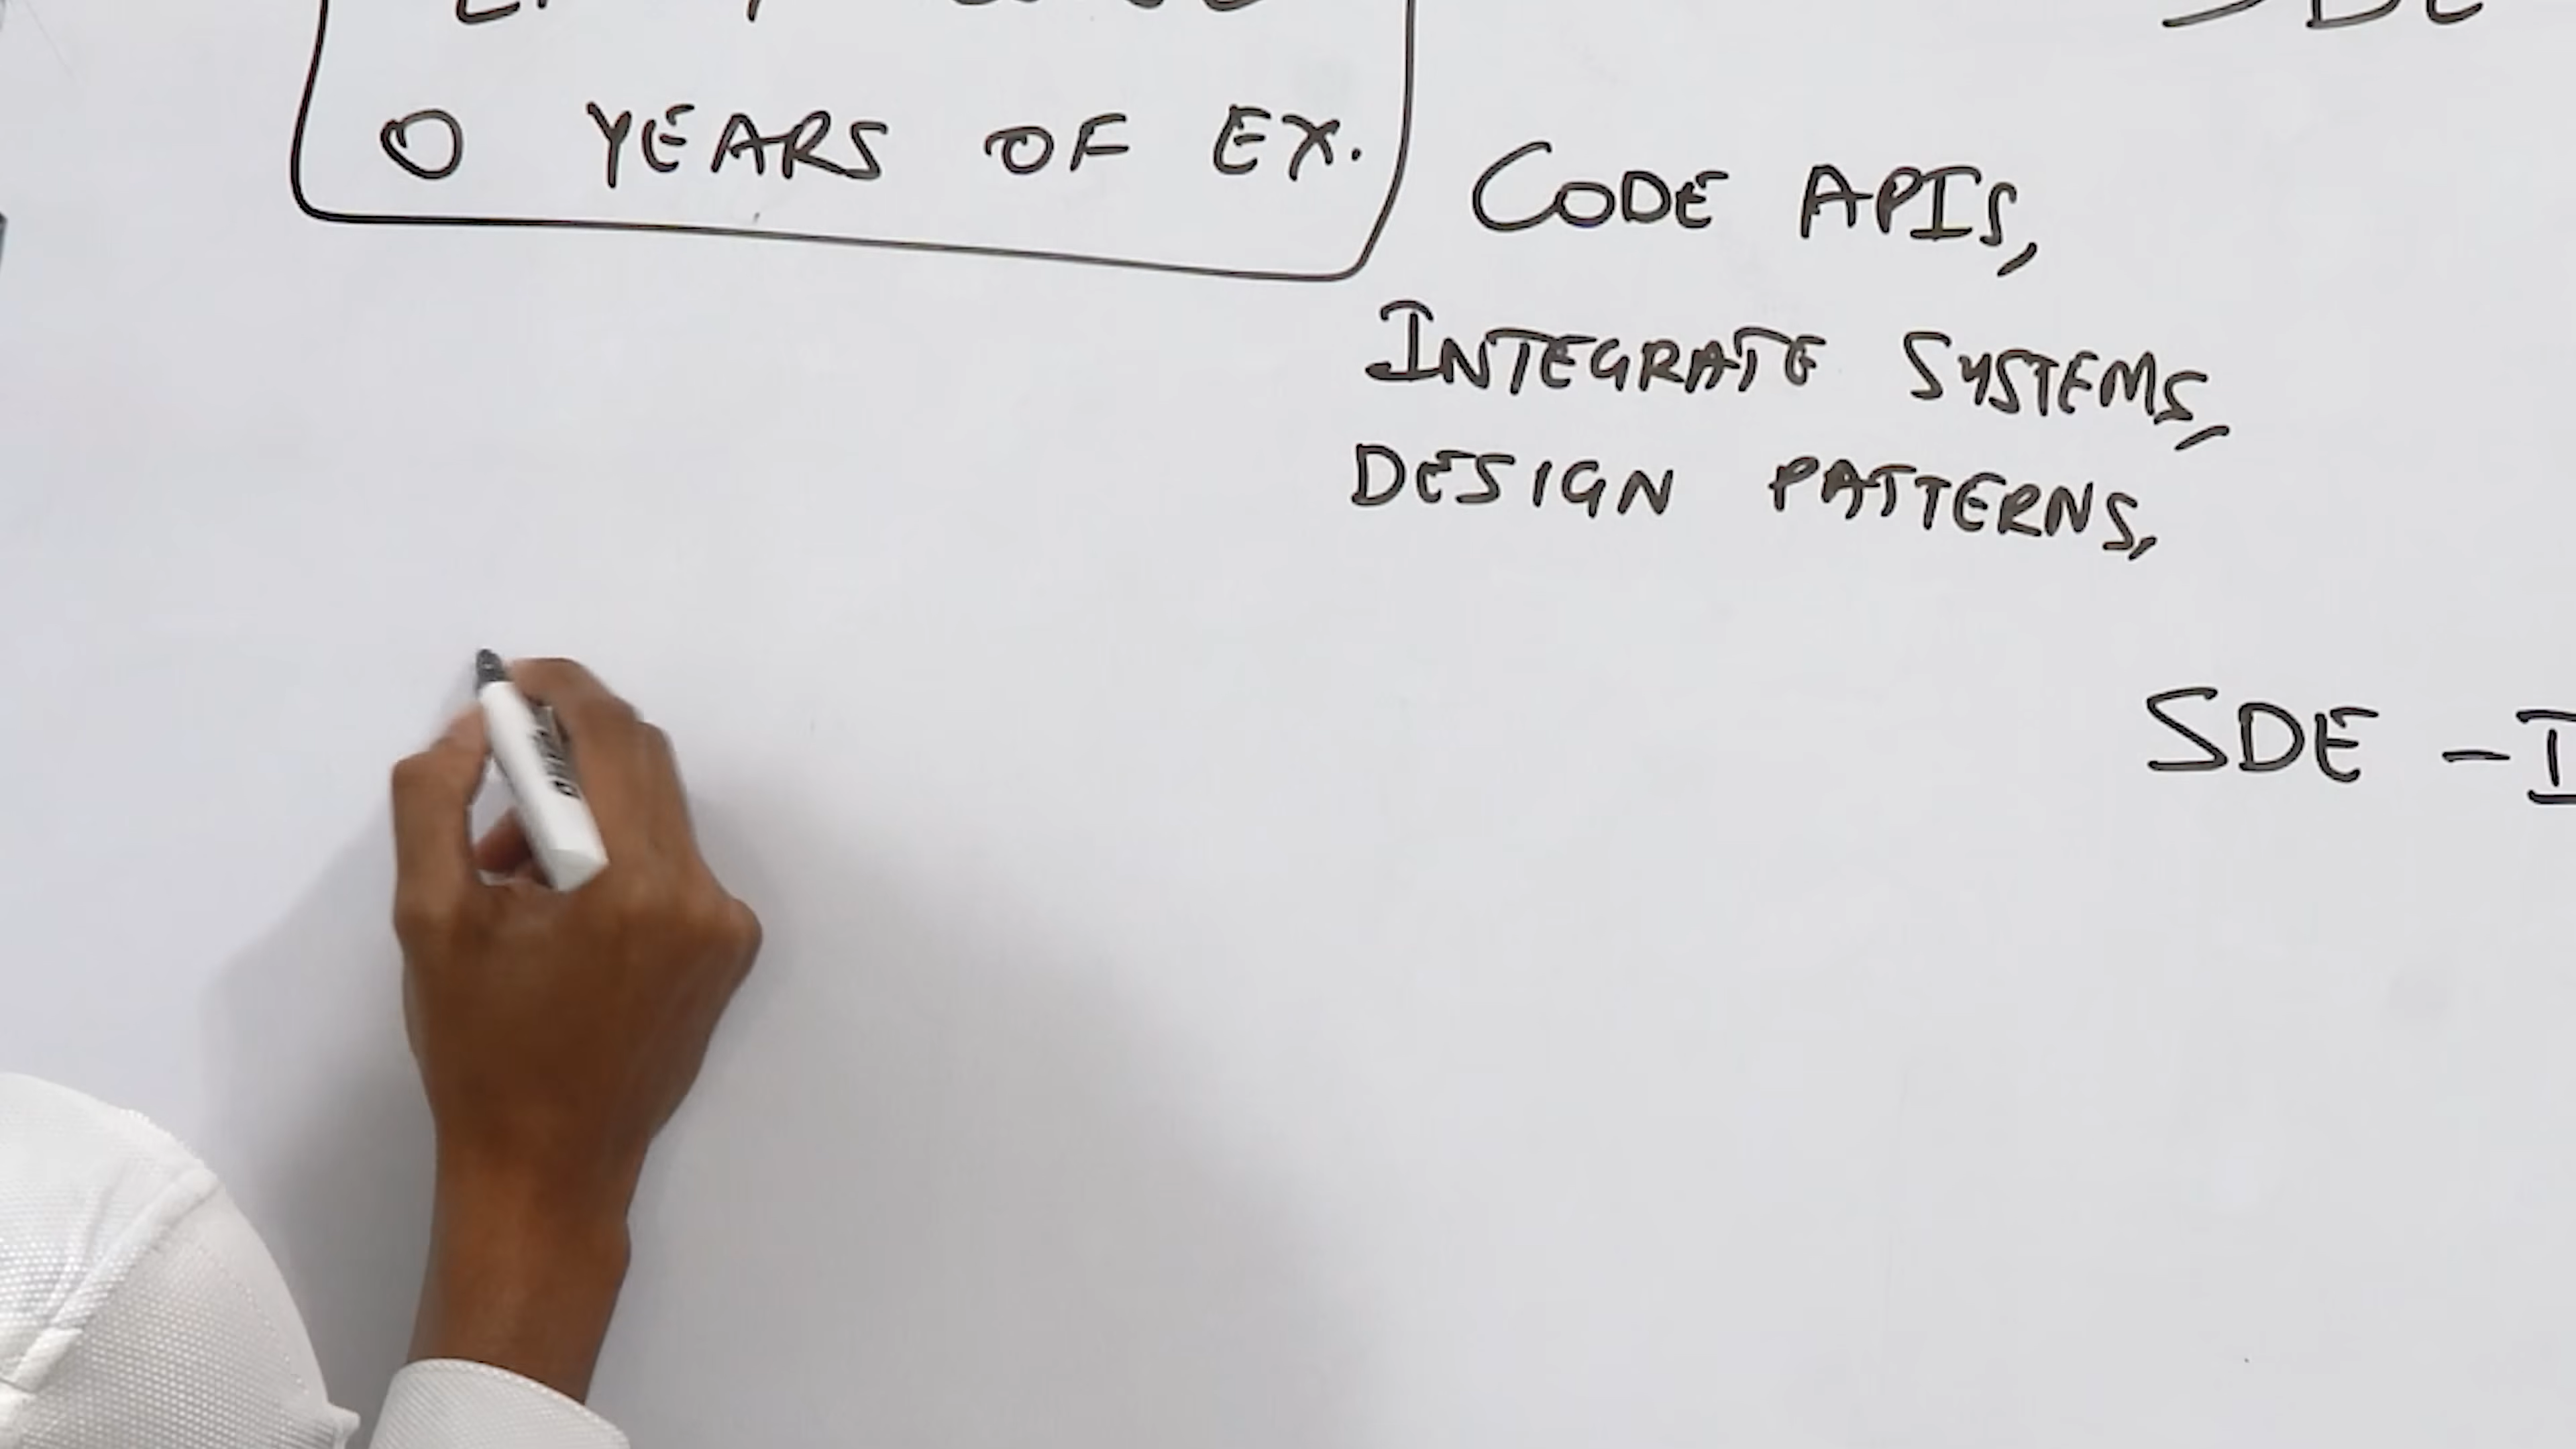 0 YEARS OF EX.
CODE APIS,
INTEGRATE SYSTEMS,
DESIGN PATTERNS,
SDE -I